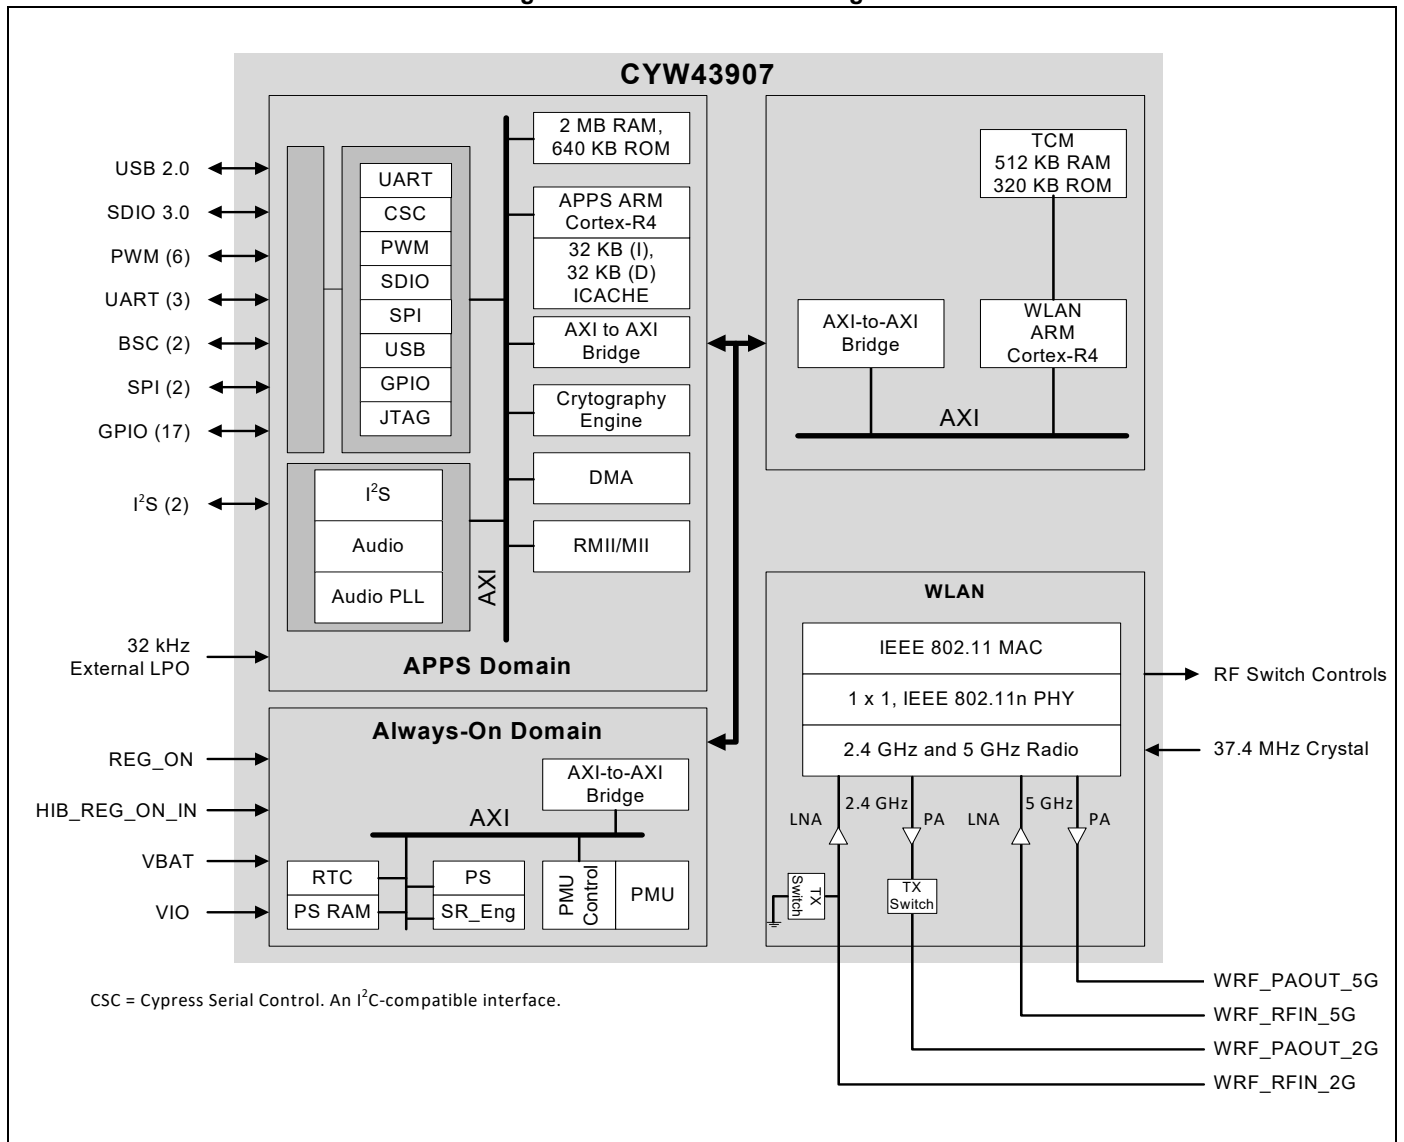 CYW43907
USB 2.0
SDIO 3.0
PWM (6)
UART (3)
BSC (2)
SPI (2)
GPIO (17)
I²S (2)
32 kHz
External LPO
UART
CSC
PWM
SDIO
SPI
USB
GPIO
JTAG
I²S
Audio
Audio PLL
AXI
2 MB RAM,
640 KB ROM
APPS ARM
Cortex-R4
32 KB (I),
32 KB (D)
ICACHE
AXI to AXI
Bridge
Crytography
Engine
DMA
RMII/MII
APPS Domain
TCM
512 KB RAM
320 KB ROM
AXI-to-AXI
Bridge
WLAN
ARM
Cortex-R4
AXI
REG_ON
HIB_REG_ON_IN
VBAT
VIO
Always-On Domain
AXI-to-AXI
Bridge
AXI
RTC
PS RAM
PS
SR_Eng
PMU
Control
PMU
WLAN
IEEE 802.11 MAC
1 x 1, IEEE 802.11n PHY
2.4 GHz and 5 GHz Radio
LNA
2.4 GHz
PA
LNA
5 GHz
PA
TX
Switch
TX
Switch
RF Switch Controls
37.4 MHz Crystal
WRF_PAOUT_5G
WRF_RFIN_5G
WRF_PAOUT_2G
WRF_RFIN_2G
CSC = Cypress Serial Control. An I²C-compatible interface.